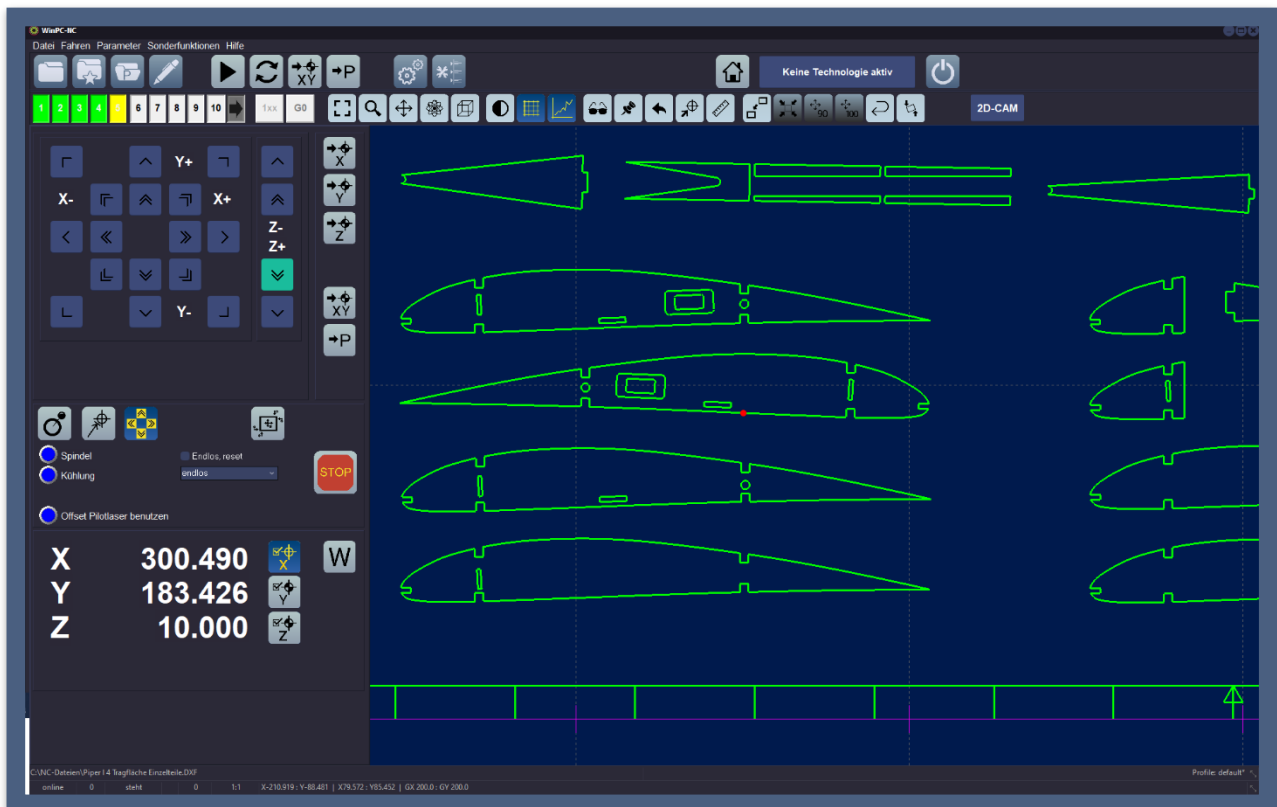 WinPC-NC
Datei Fahren Parameter Sonderfunktionen Hilfe
P XY P Keine Technologie aktiv
1 2 3 4 5 6 7 8 9 10 1xx G0 90 100 2D-CAM
Y+ X
X- X+ Y
Z- Z
Z+
XY
Y- P
Spindel Endlos, reset
Kühlung endlos STOP
Offset Pilotlaser benutzen
X 300.490 X W
Y 183.426 Y
Z 10.000 Z
C:\NC-Dateien\Piper I 4 Tragfläche Einzelteile.DXF Profile: default*
online 0 steht 0 1:1 X-210.919 : Y-88.481 | X79.572 : Y85.452 | GX 200.0 : GY 200.0